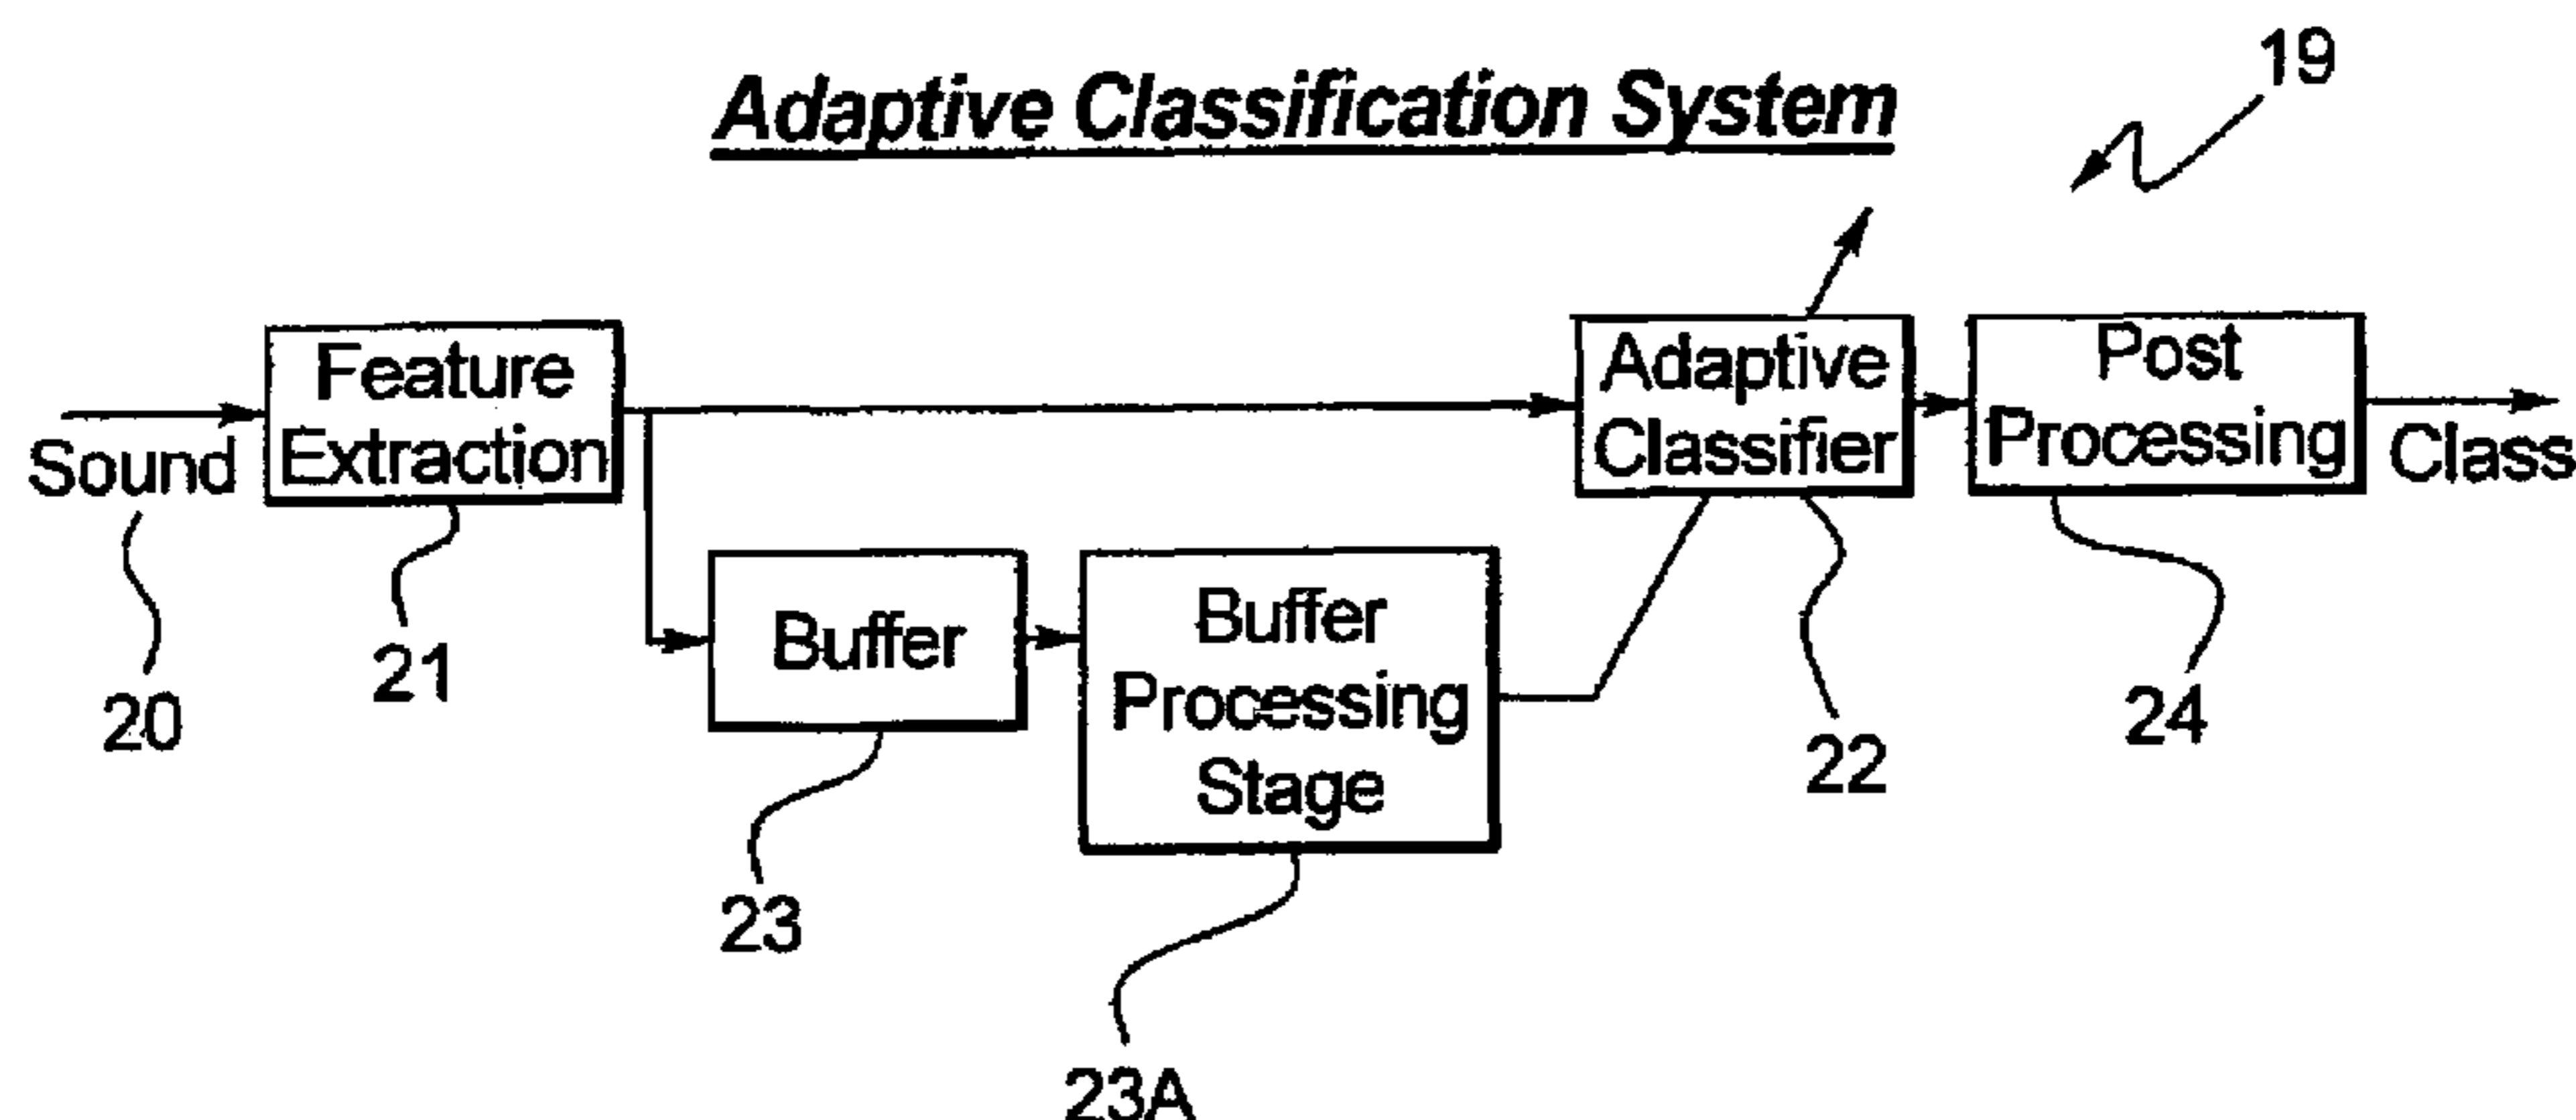 Adaptive Classification System
19
Sound
20
Feature
Extraction
21
Buffer
23
Buffer
Processing
Stage
23A
Adaptive
Classifier
22
Post
Processing
24
Class